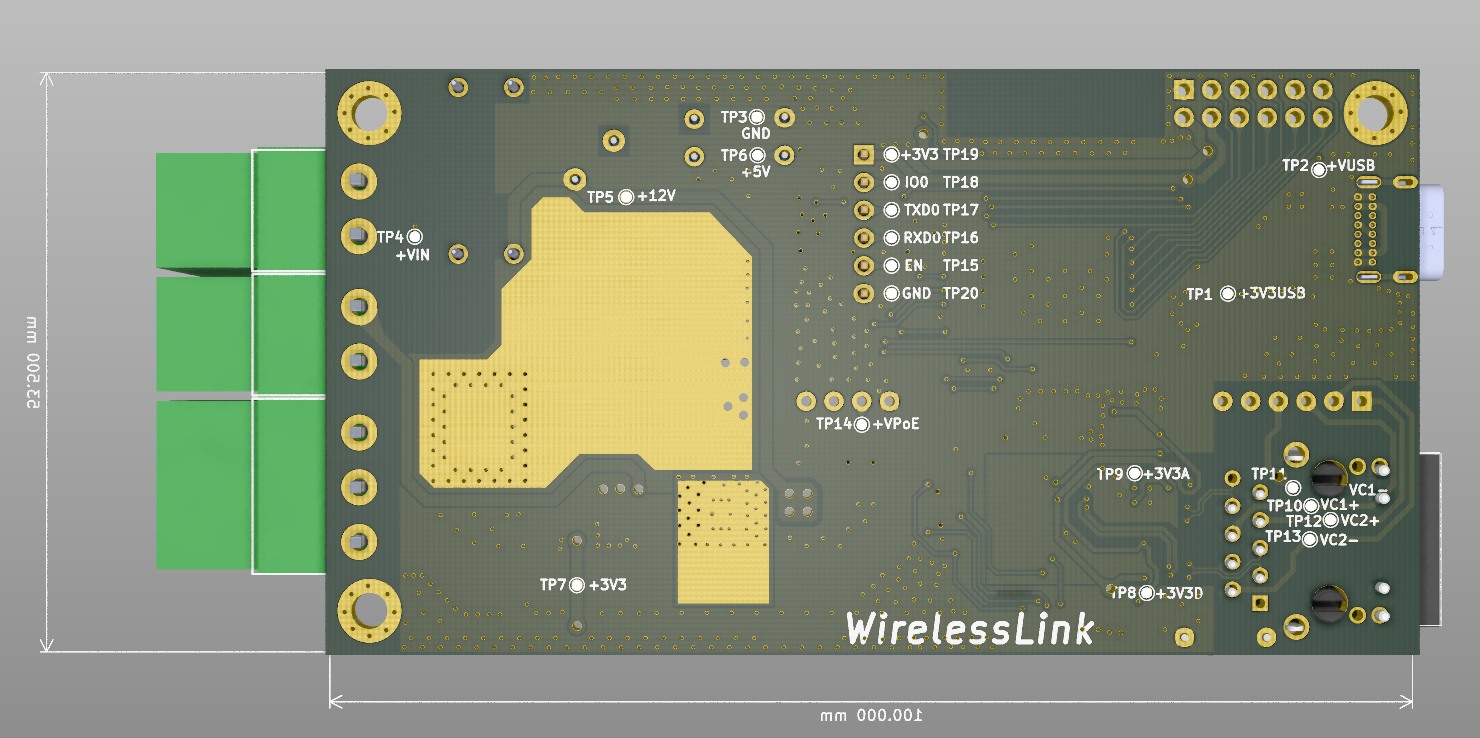 TP3
GND
TP6
+5V
TP5 +12V
TP4
+VIN
+3V3 TP19
IO0 TP18
TXD0 TP17
RXD0 TP16
EN TP15
GND TP20
TP2 +VUSB
TP1 +3V3USB
53.500 mm
TP14 +VPoE
TP9 +3V3A
TP11
VC1-
TP10 VC1+
TP12 VC2+
TP13 VC2-
TP7 +3V3
TP8 +3V3D
WirelessLink
100.000 mm